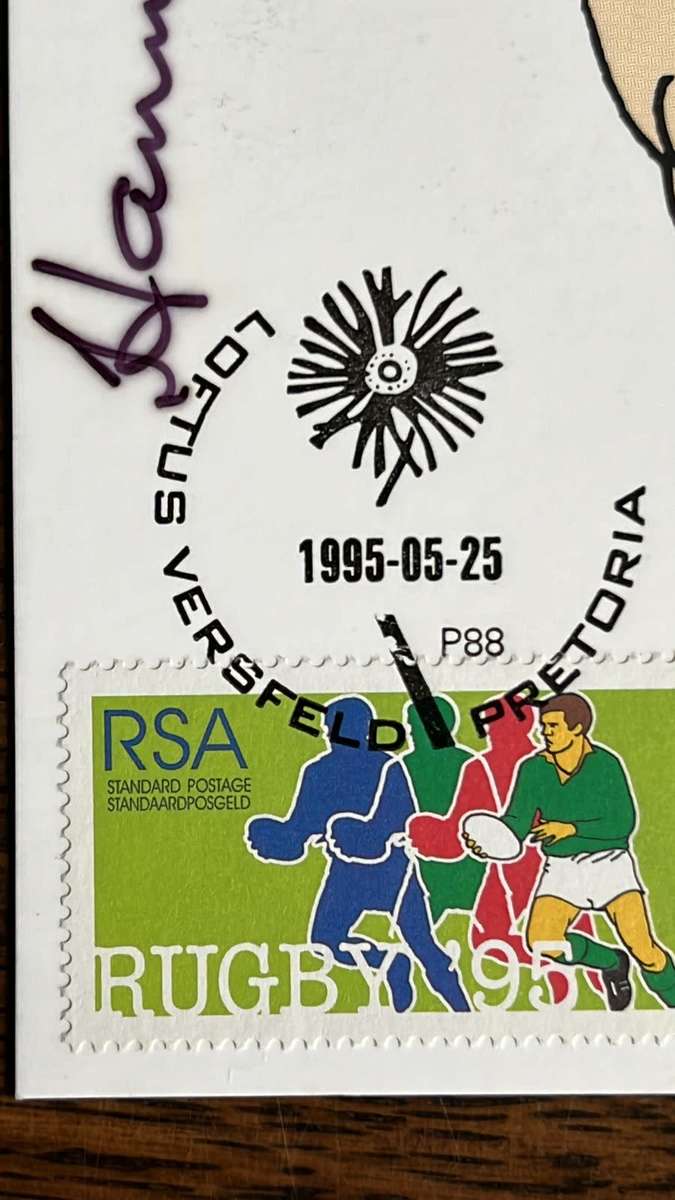 LOFTUS VERSFELD PRETORIA
1995-05-25
P88
RSA
STANDARD POSTAGE
STANDAARDPOSGELD
RUGBY '95